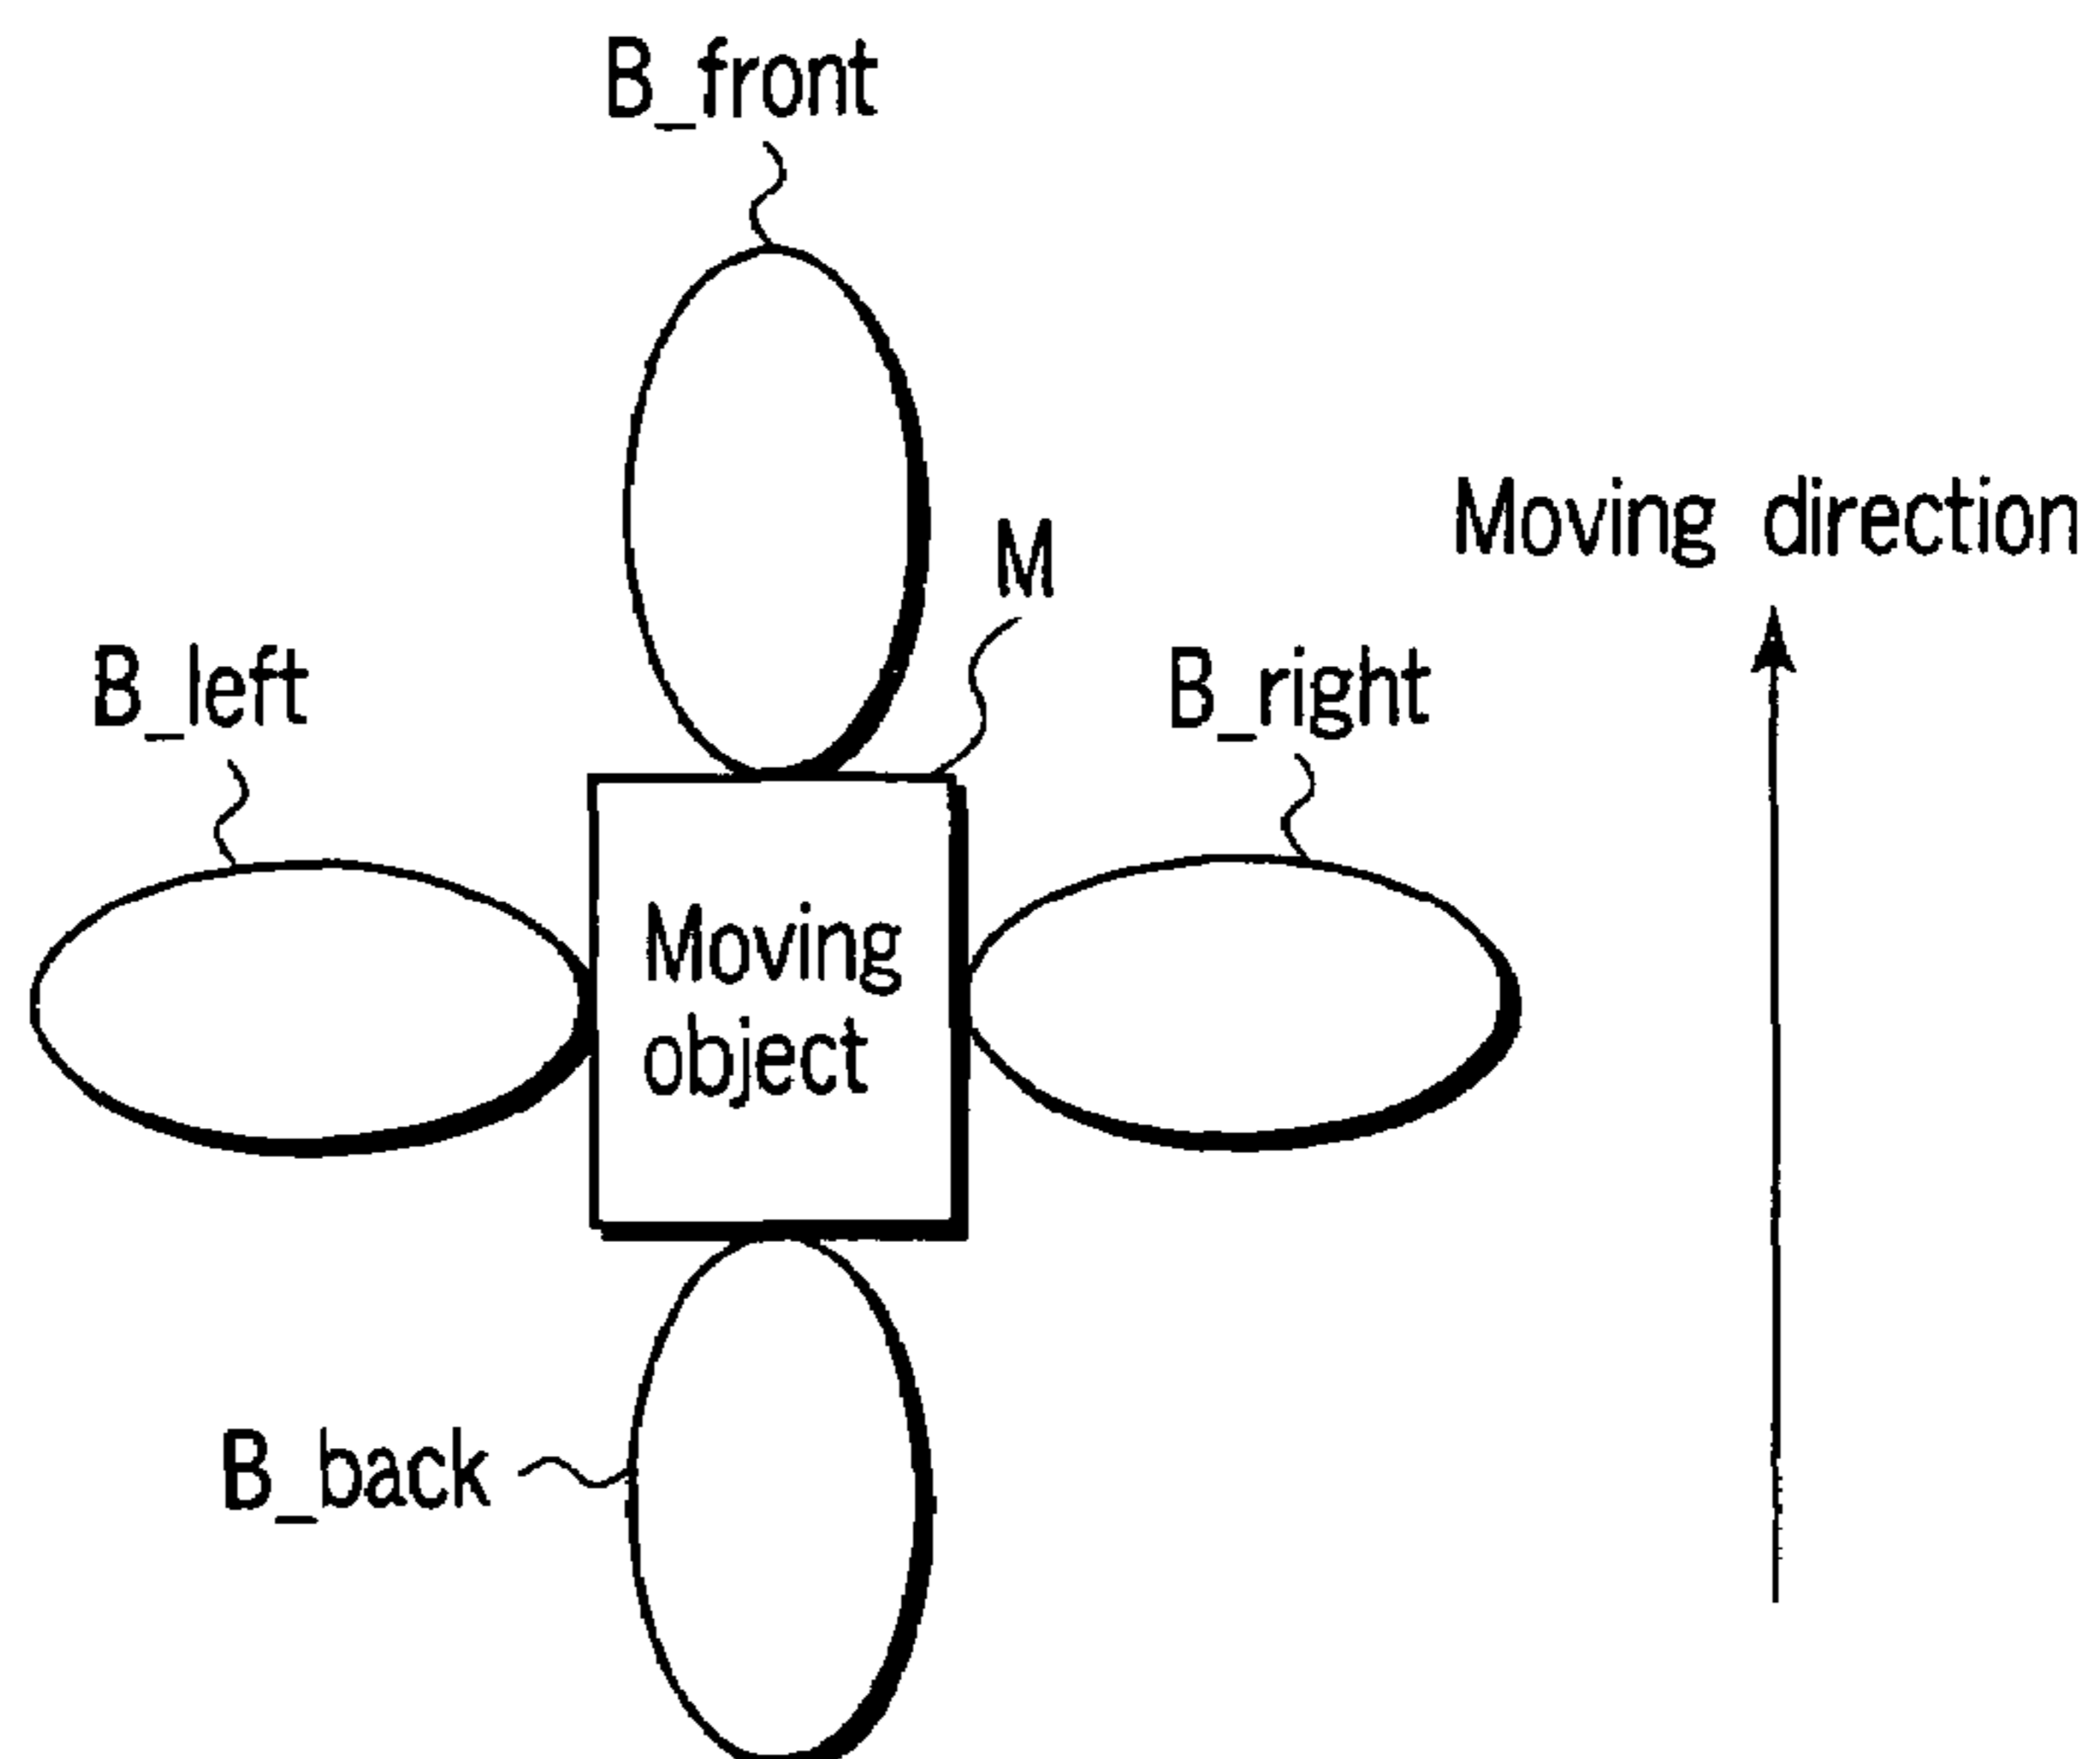 B_front
M
Moving direction
B_left
B_right
Moving
object
B_back